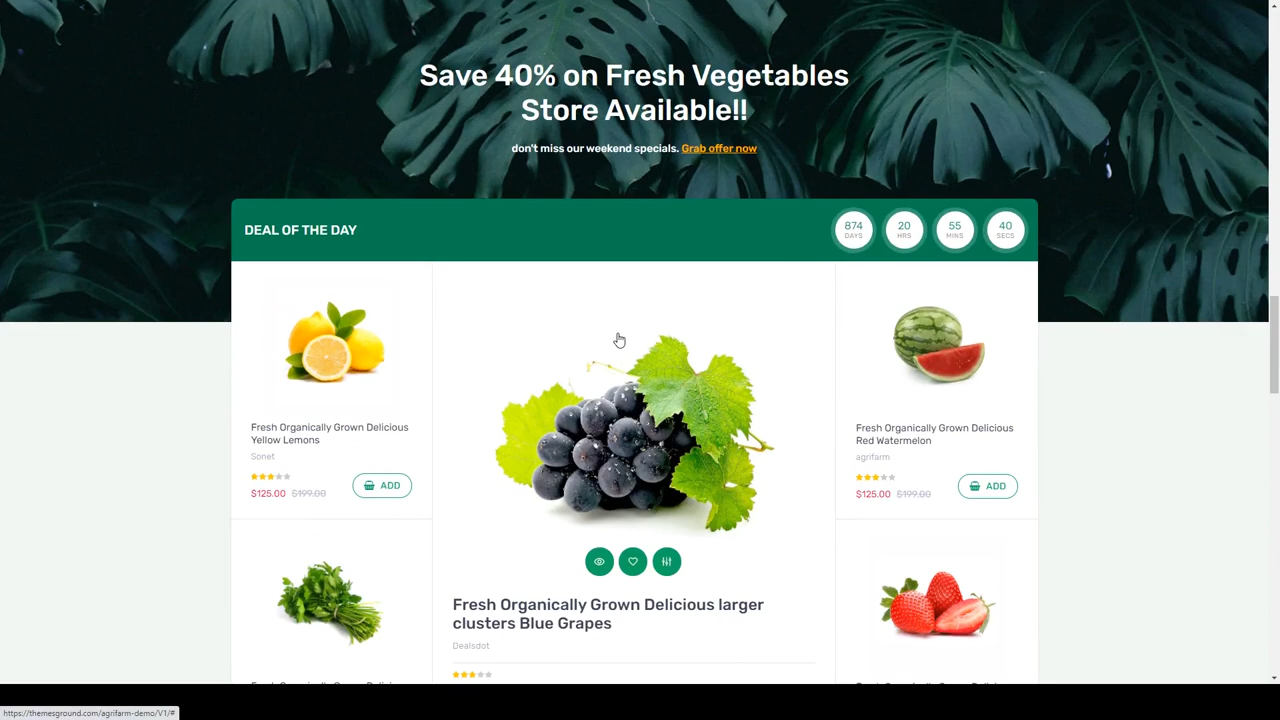 Save 40% on Fresh Vegetables
Store Available!!
don't miss our weekend specials. Grab offer now
DEAL OF THE DAY
874
DAYS
20
HRS
55
MINS
40
SECS
Fresh Organically Grown Delicious
Yellow Lemons
Sonet
$125.00 $199.00
ADD
Fresh Organically Grown Delicious larger
clusters Blue Grapes
Dealsdot
Fresh Organically Grown Delicious
Red Watermelon
agrifarm
$125.00 $199.00
ADD
https://themesground.com/agrifarm-demo/V1/#